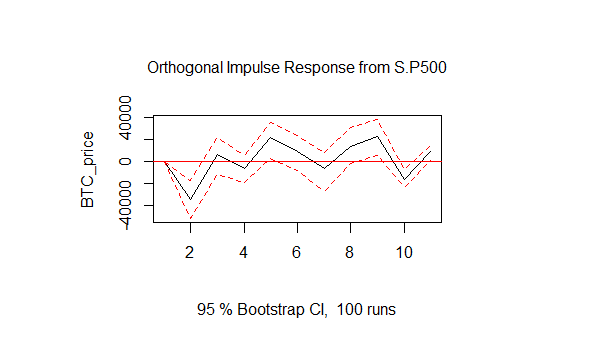 Orthogonal Impulse Response from S.P500
BTC_price
40000
0
-40000
2
4
6
8
10
95 % Bootstrap CI,  100 runs